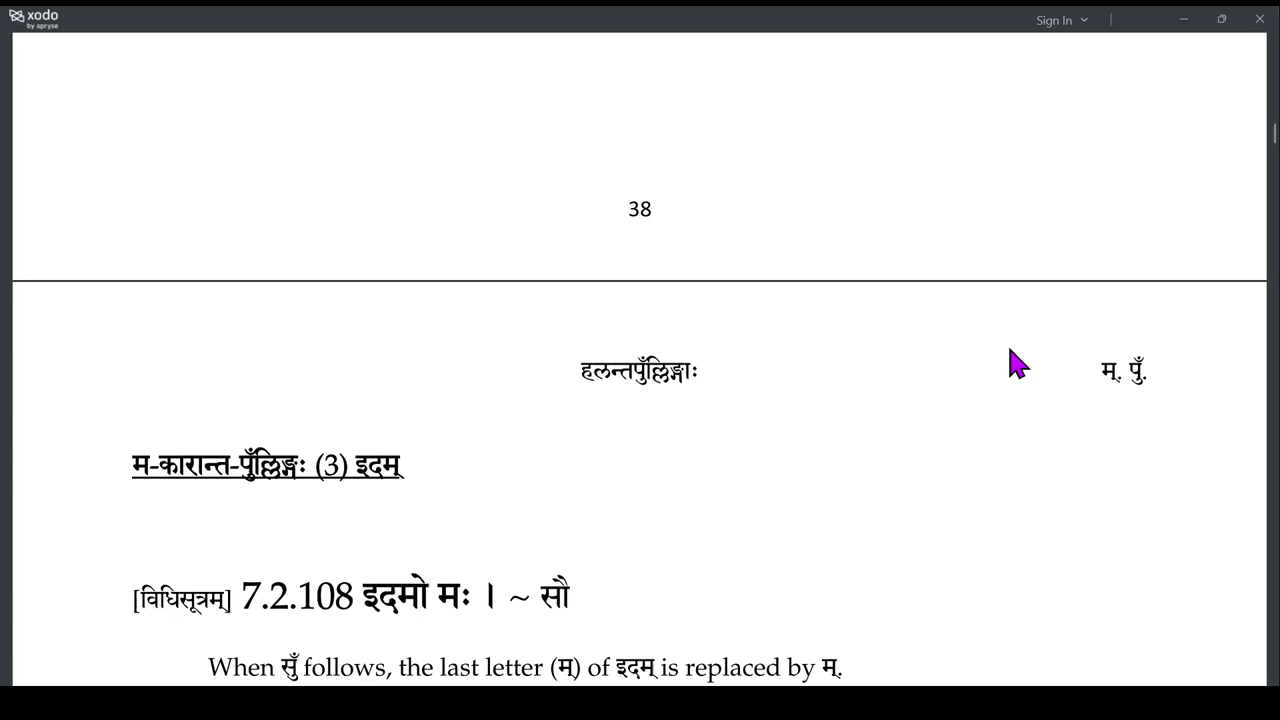 xodo
by apryse
Sign In
38
हलन्तपुँल्लिङ्गाः म्. पुँ.
म-कारान्त-पुँल्लिङ्गः (3) इदम्
[विधिसूत्रम्] 7.2.108 इदमो मः । ~ सौ
When सुँ follows, the last letter (म्) of इदम् is replaced by म्.